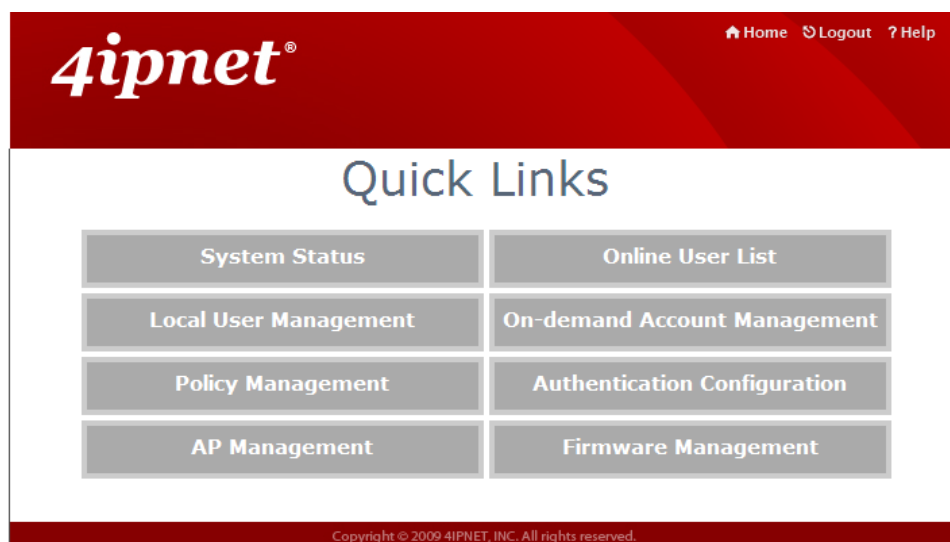 4ipnet®
Home Logout ? Help
Quick Links
System Status
Online User List
Local User Management
On-demand Account Management
Policy Management
Authentication Configuration
AP Management
Firmware Management
Copyright © 2009 4IPNET, INC. All rights reserved.